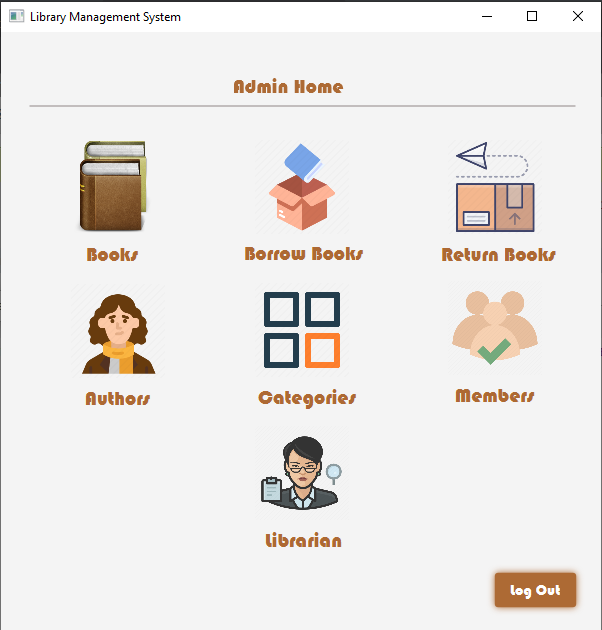 Library Management System
Admin Home
Books
Borrow Books
Return Books
Authors
Categories
Members
Librarian
Log Out